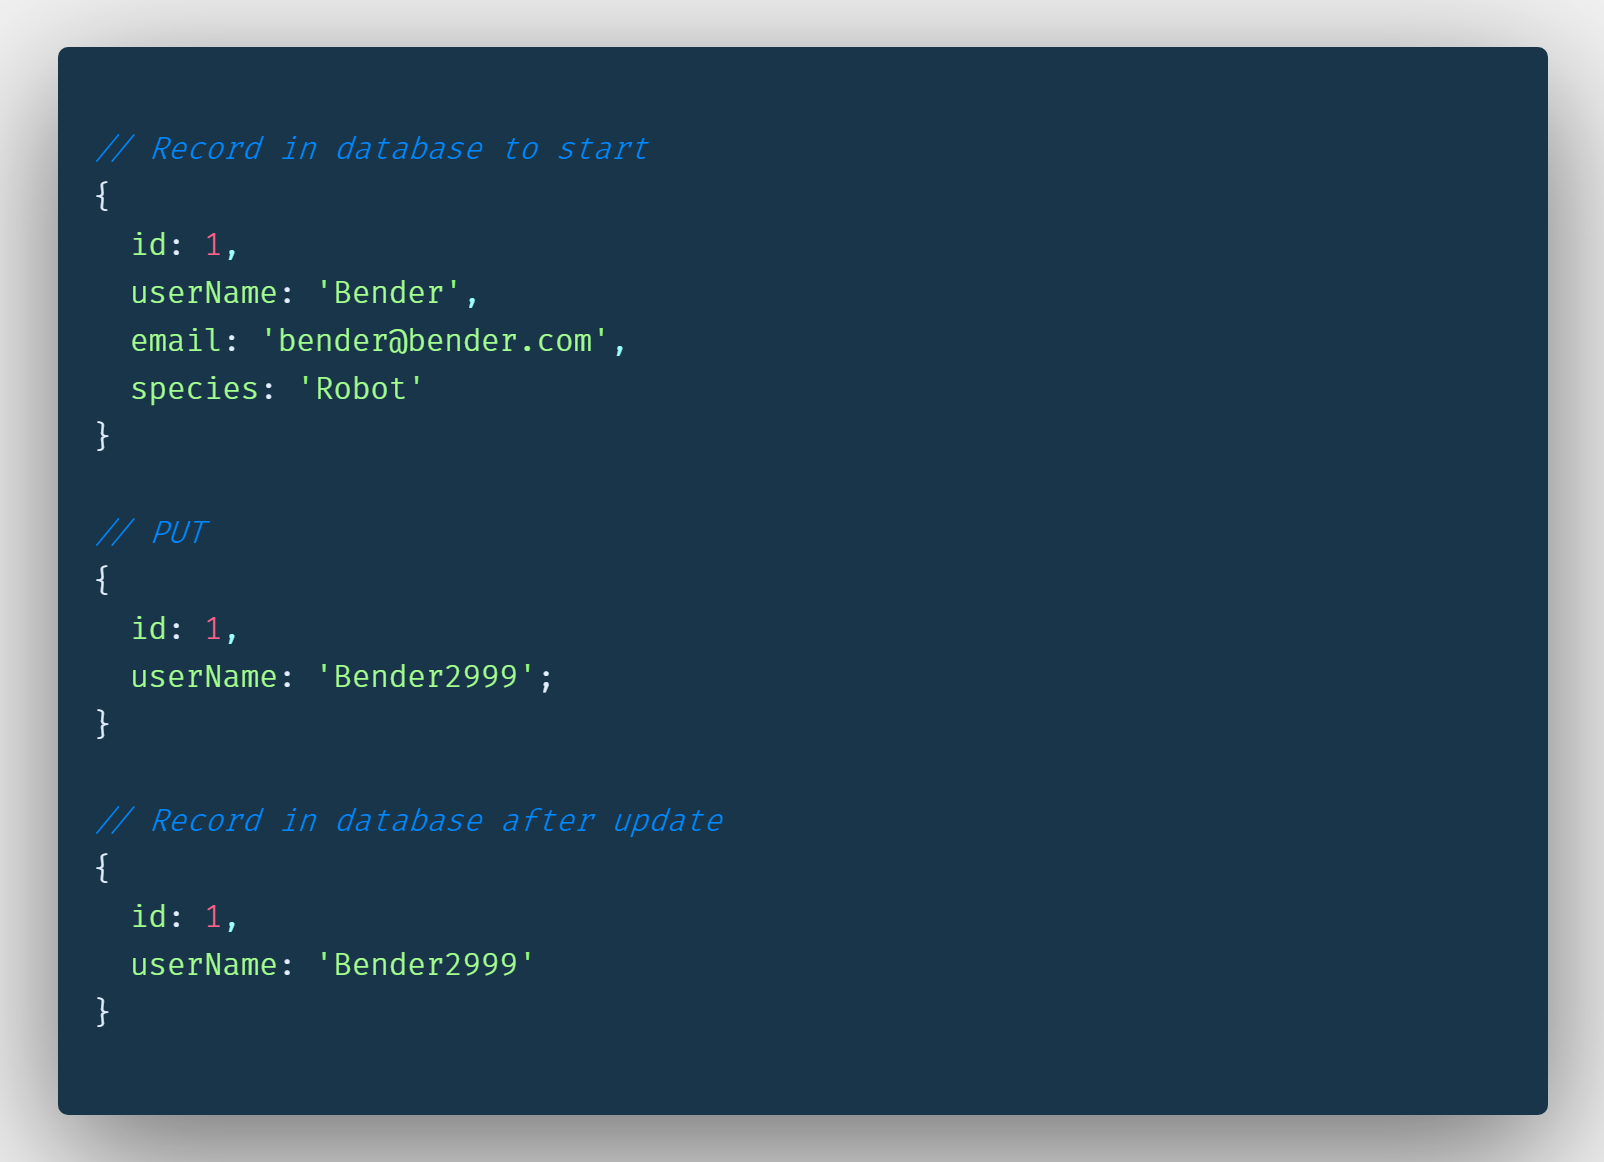 // Record in database to start
{
  id: 1,
  userName: 'Bender',
  email: 'bender@bender.com',
  species: 'Robot'
}
// PUT
{
  id: 1,
  userName: 'Bender2999';
}
// Record in database after update
{
  id: 1,
  userName: 'Bender2999'
}